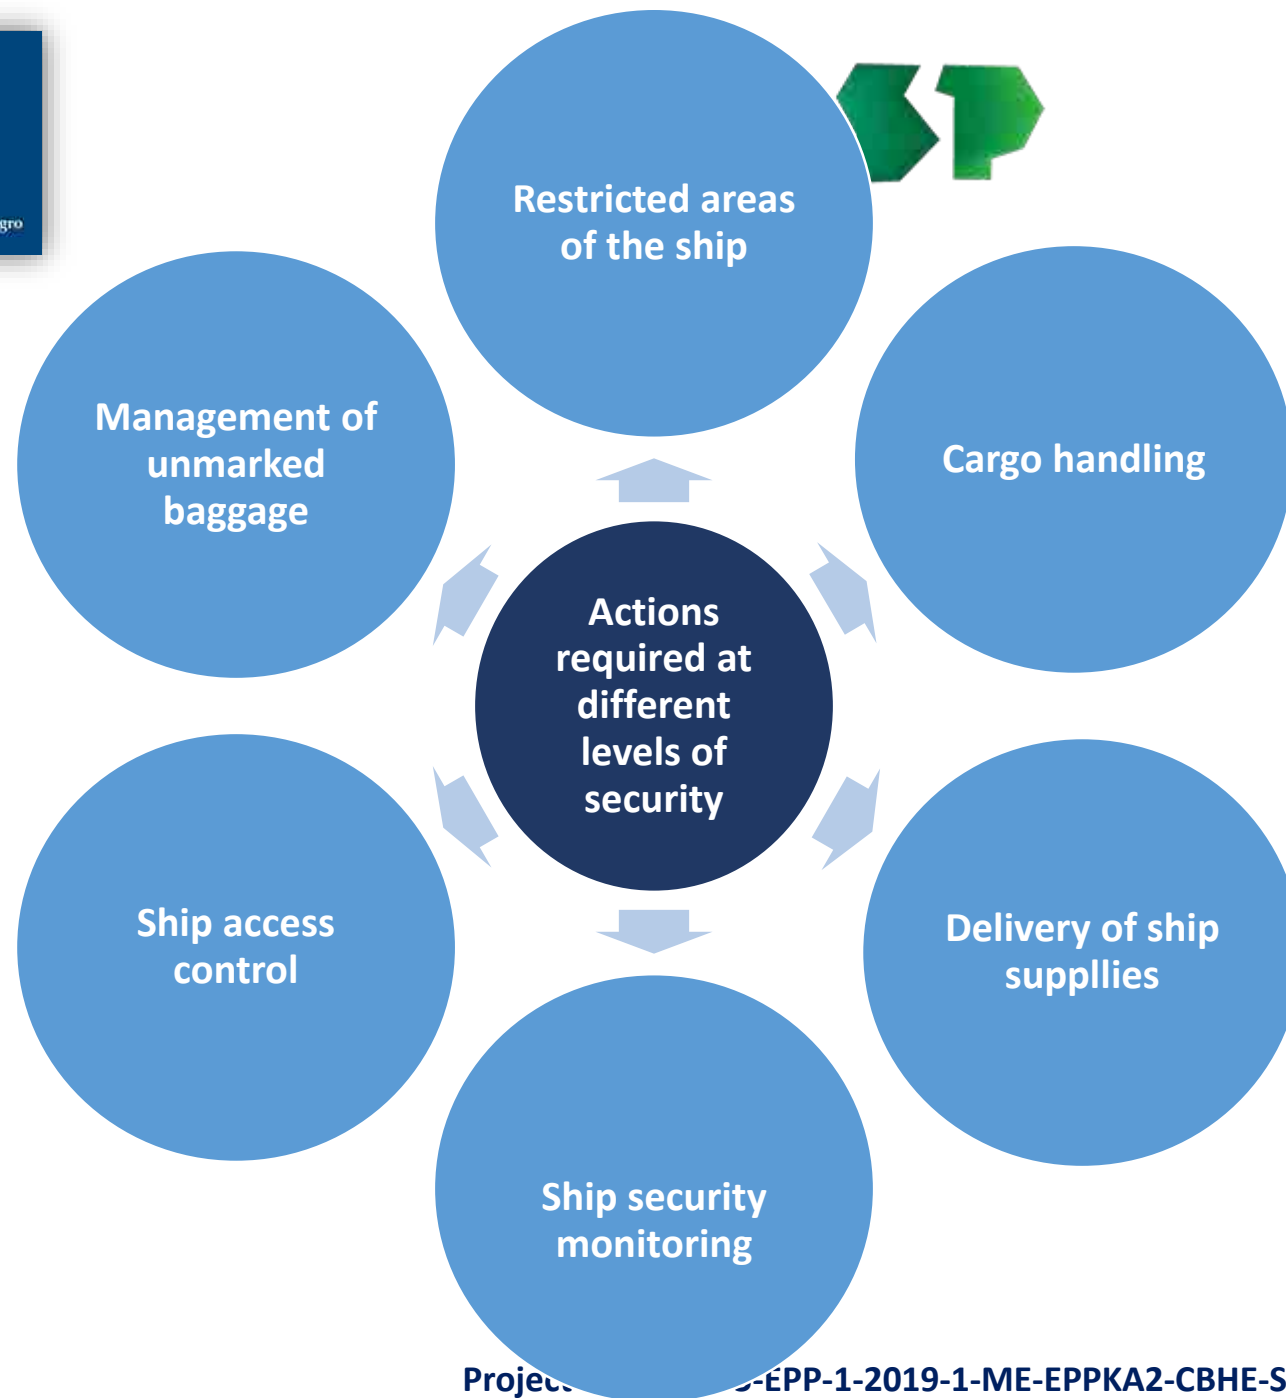 gro
Restricted areas
of the ship
Management of
unmarked
baggage
Cargo handling
Actions
required at
different
levels of
security
Ship access
control
Delivery of ship
suppllies
Ship security
monitoring
-EPP-1-2019-1-ME-EPPKA2-CBHE-S